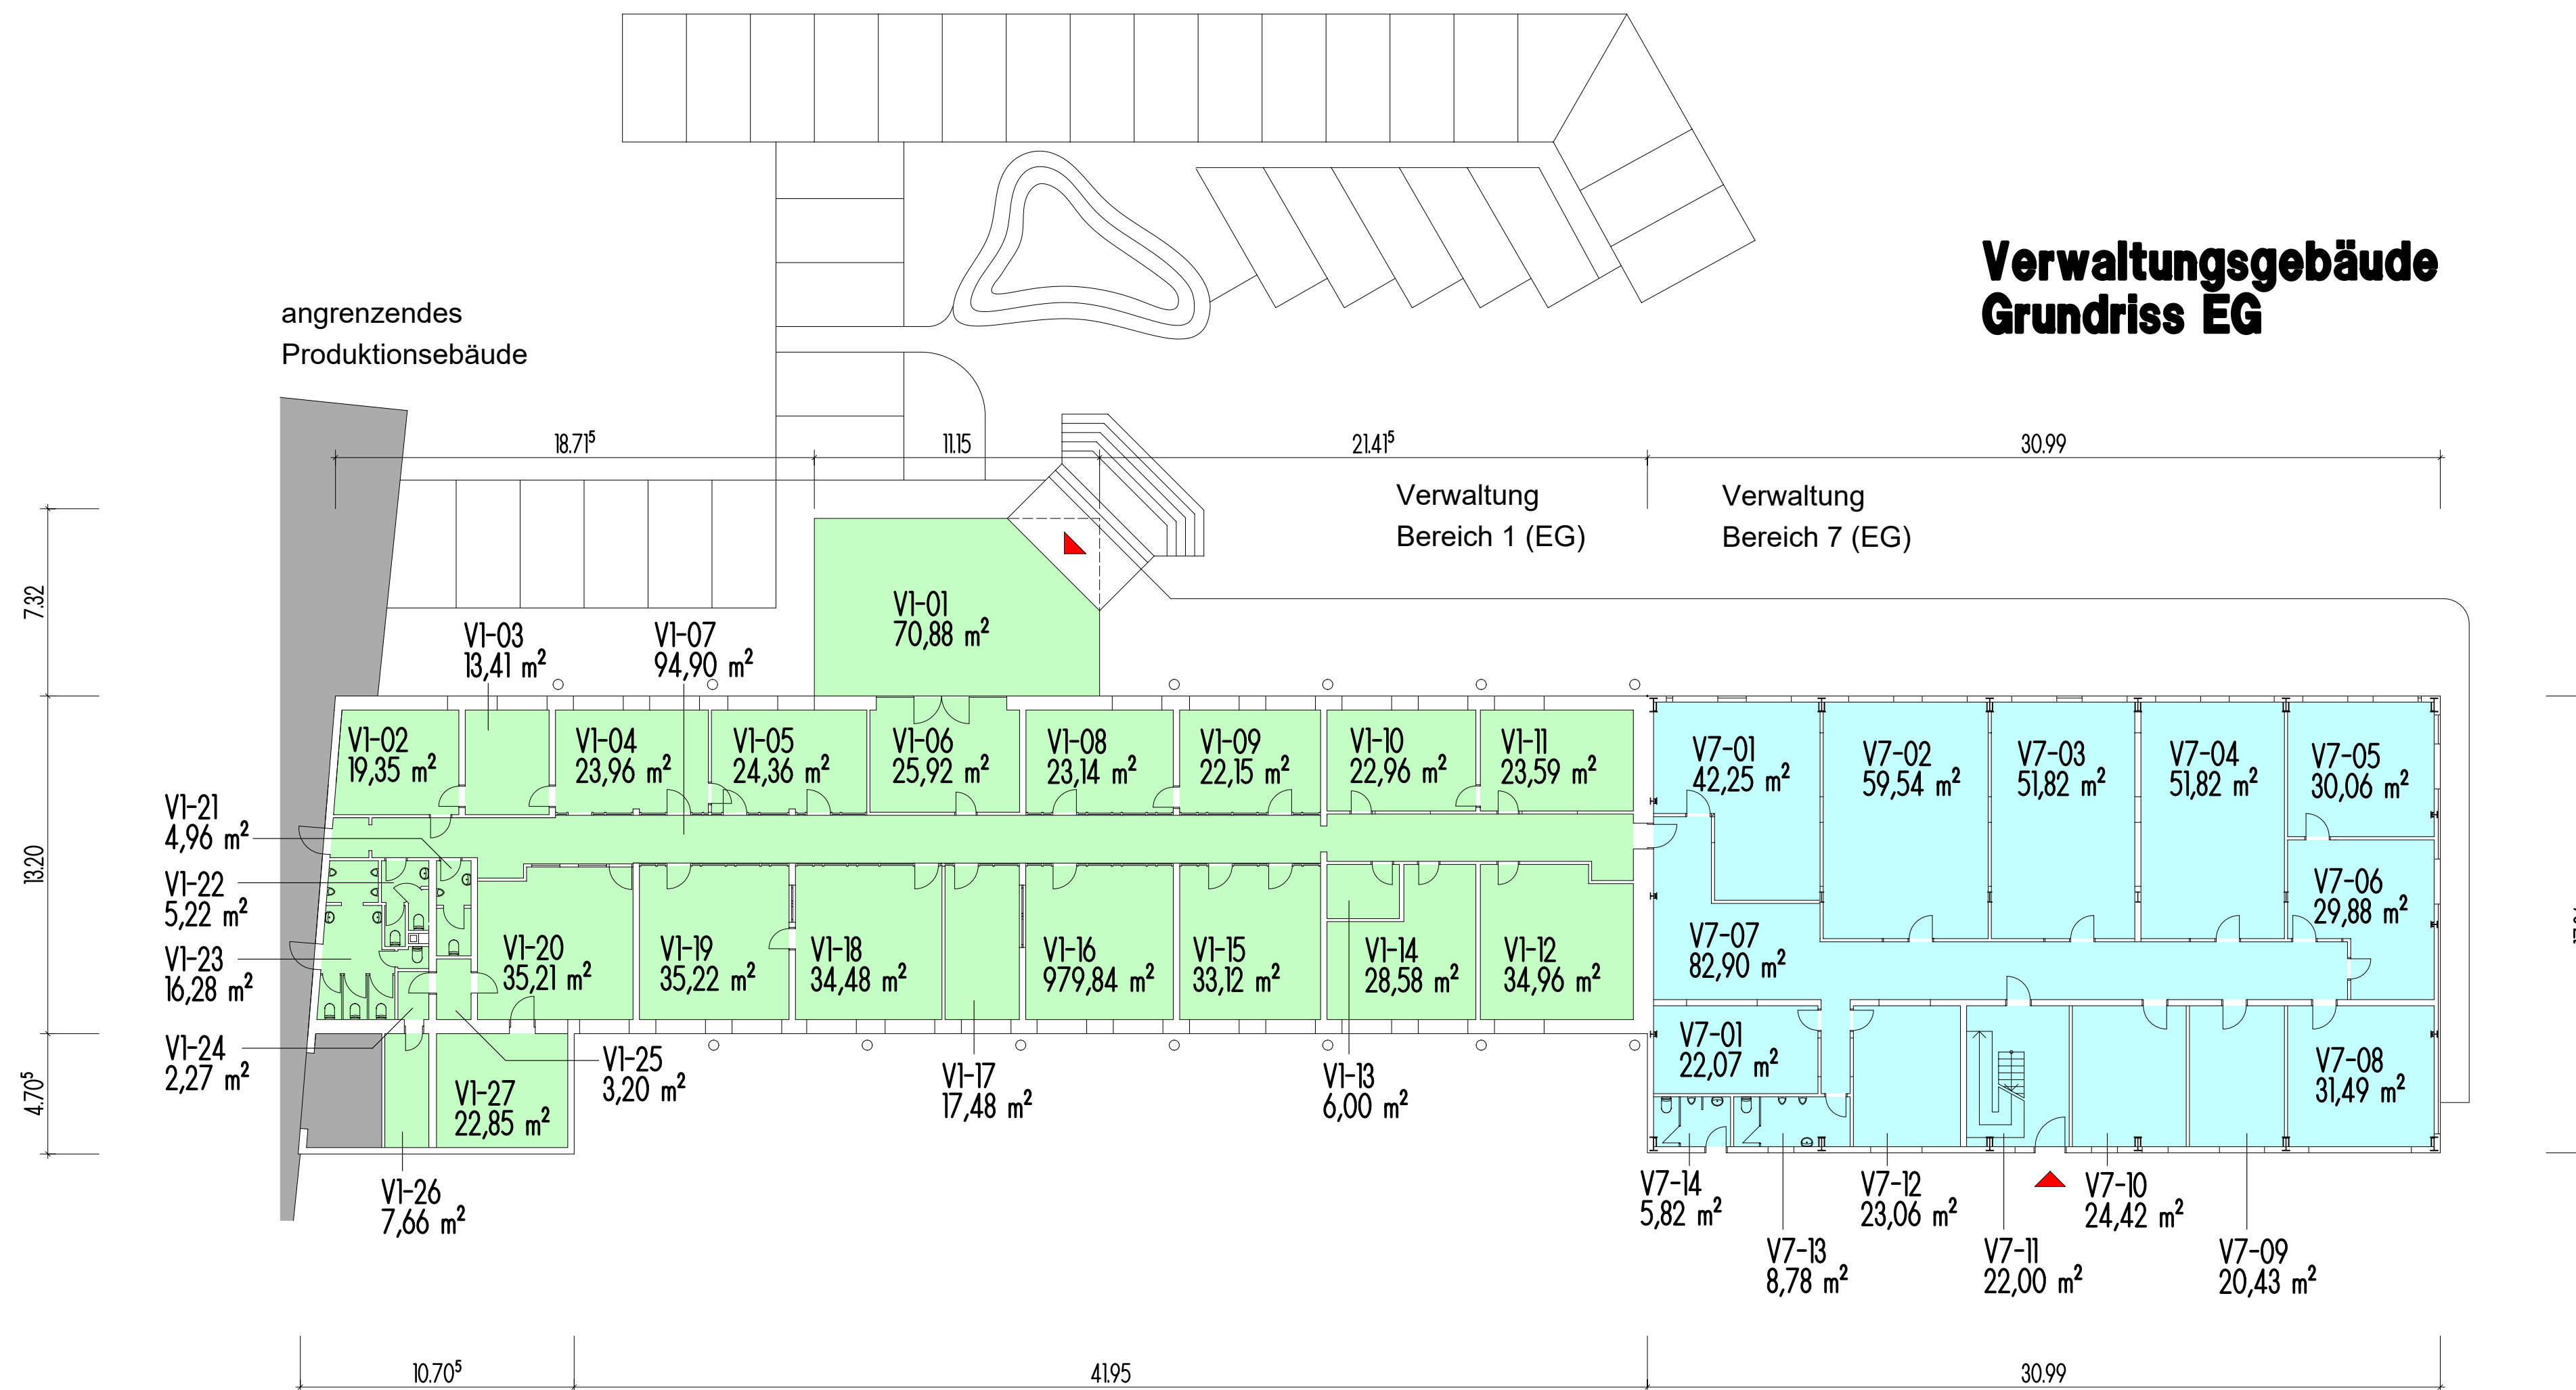 Verwaltungsgebäude
Grundriss EG
angrenzendes
Produktionsebäude
18.71⁵
11.15
21.41⁵
30.99
Verwaltung
Bereich 1 (EG)
Verwaltung
Bereich 7 (EG)
7.32
13.20
4.70⁵
V1-01
70,88 m²
V1-03
13,41 m²
V1-07
94,90 m²
V1-02
19,35 m²
V1-04
23,96 m²
V1-05
24,36 m²
V1-06
25,92 m²
V1-08
23,14 m²
V1-09
22,15 m²
V1-10
22,96 m²
V1-11
23,59 m²
V7-01
42,25 m²
V7-02
59,54 m²
V7-03
51,82 m²
V7-04
51,82 m²
V7-05
30,06 m²
V1-21
4,96 m²
V1-22
5,22 m²
V1-23
16,28 m²
V1-24
2,27 m²
V1-20
35,21 m²
V1-19
35,22 m²
V1-18
34,48 m²
V1-16
979,84 m²
V1-15
33,12 m²
V1-14
28,58 m²
V1-12
34,96 m²
V7-07
82,90 m²
V7-06
29,88 m²
V1-27
22,85 m²
V1-25
3,20 m²
V1-17
17,48 m²
V1-13
6,00 m²
V7-01
22,07 m²
V7-08
31,49 m²
V1-26
7,66 m²
V7-14
5,82 m²
V7-12
23,06 m²
V7-10
24,42 m²
V7-13
8,78 m²
V7-11
22,00 m²
V7-09
20,43 m²
10.70⁵
41.95
30.99